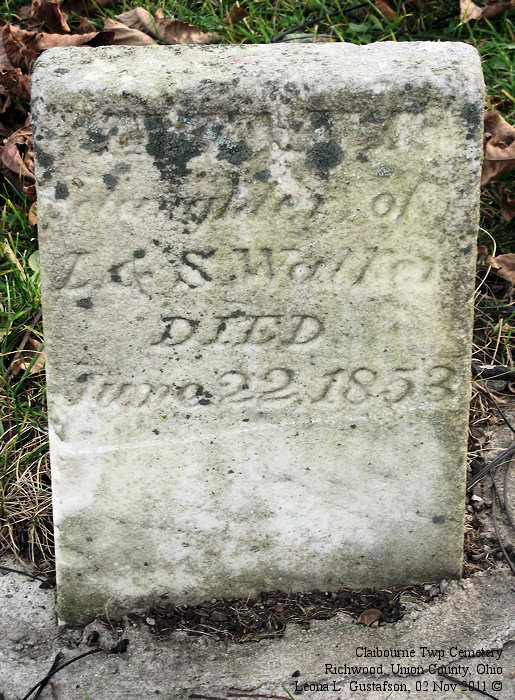 daughter of
L & S. Walker
DIED
June 22, 1853
Claibourne Twp Cemetery
Richwood, Union County, Ohio
Leona L. Gustafson, 02 Nov 2011 ©